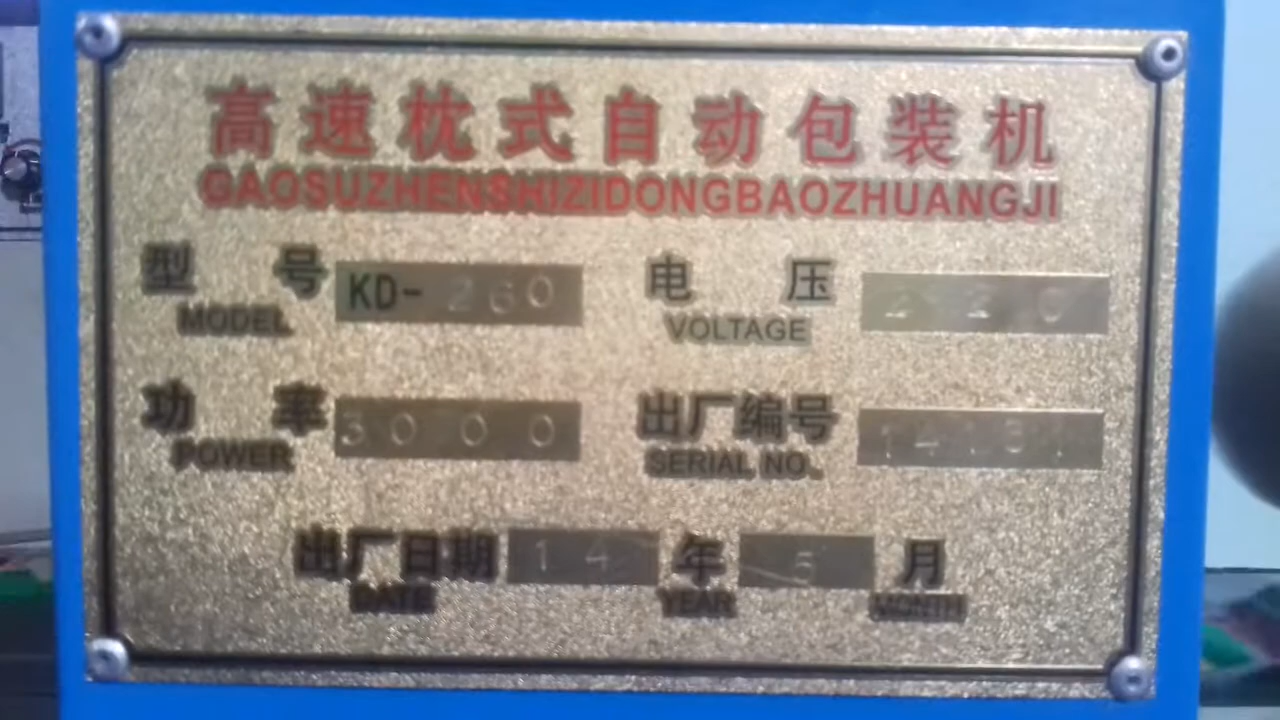 高速枕式自动包装机
GAOSUZHENSHIZIDONGBAOZHUANGJI
型号 KD-260 电压 220
MODEL VOLTAGE
功率 3000 出厂编号
POWER SERIAL NO.
出厂日期 14 年 5 月
DATE YEAR MONTH